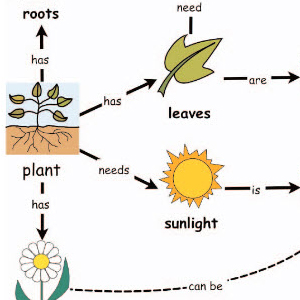 roots
need
has
has
leaves
are
plant
needs
has
sunlight
is
can be